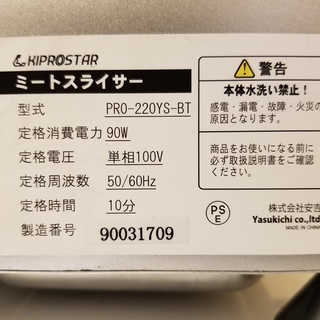 KIPROSTAR
ミートスライサー
型式 PRO-220YS-BT
定格消費電力 90W
定格電圧 単相100V
定格周波数 50/60Hz
定格時間 10分
製造番号 90031709
警告
本体水洗い禁止!
感電・漏電・故障・火災の
原因となります。
商品をお使いになる前に
必ず取扱説明書をご確認
ください。
PS
E
株式会社安吉
Yasukichi co.,ltd
MADE IN CHINA